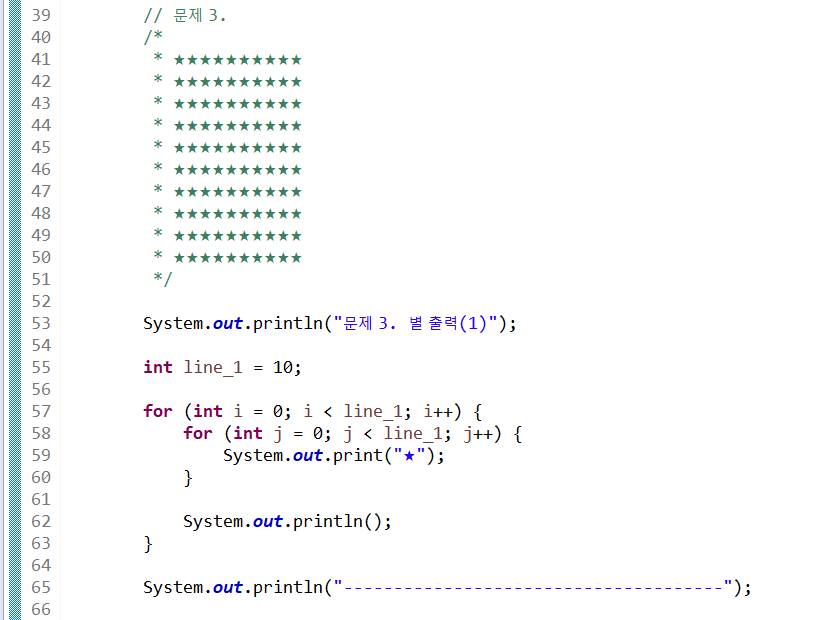 39 // 문제 3.
40 /*
41 * ★★★★★★★★★★
42 * ★★★★★★★★★★
43 * ★★★★★★★★★★
44 * ★★★★★★★★★★
45 * ★★★★★★★★★★
46 * ★★★★★★★★★★
47 * ★★★★★★★★★★
48 * ★★★★★★★★★★
49 * ★★★★★★★★★★
50 * ★★★★★★★★★★
51 */
52
53 System.out.println("문제 3. 별 출력(1)");
54
55 int line_1 = 10;
56
57 for (int i = 0; i < line_1; i++) {
58 for (int j = 0; j < line_1; j++) {
59 System.out.print("★");
60 }
61
62 System.out.println();
63 }
64
65 System.out.println("--------------------------------------");
66